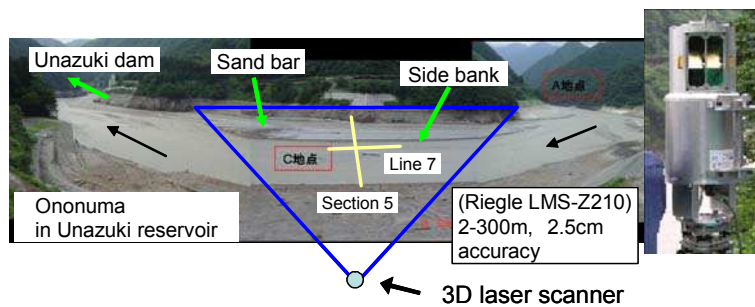 Unazuki dam
Sand bar
Side bank
A地点
C地点
Line 7
Section 5
Ononuma
in Unazuki reservoir
(Riegle LMS-Z210)
2-300m, 2.5cm
accuracy
3D laser scanner